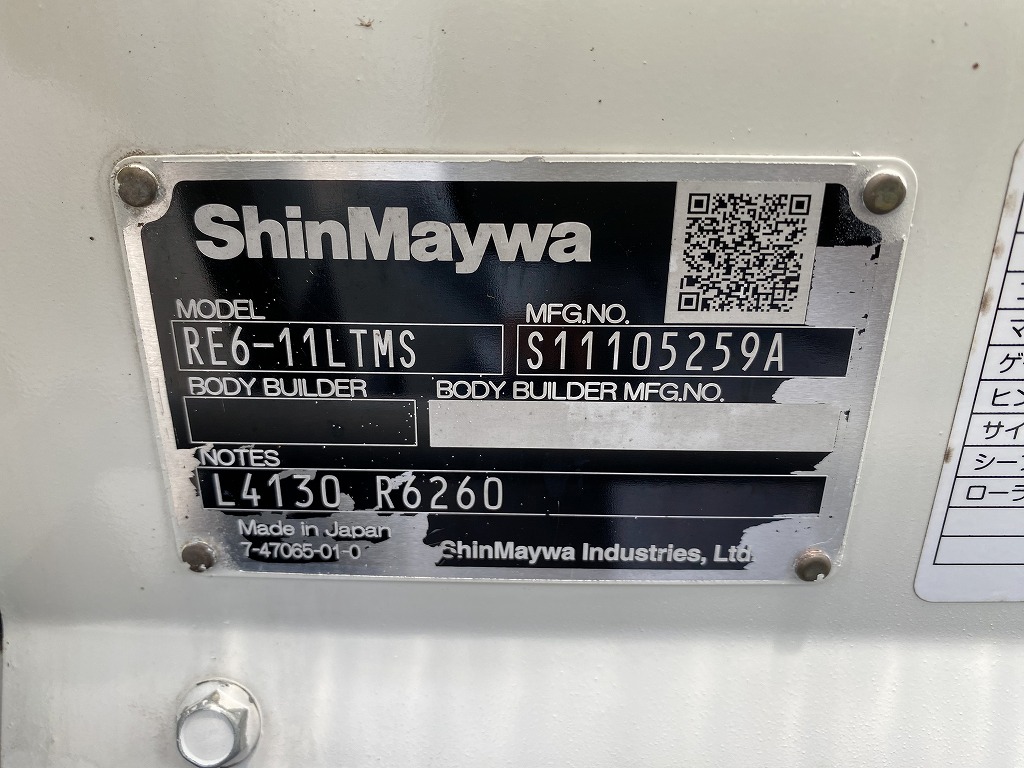 ShinMaywa
MODEL
RE6-11LTMS
MFG.NO.
S11105259A
BODY BUILDER
BODY BUILDER MFG.NO.
NOTES
L4130 R6260
Made in Japan
7-47065-01-0
ShinMaywa Industries, Ltd.